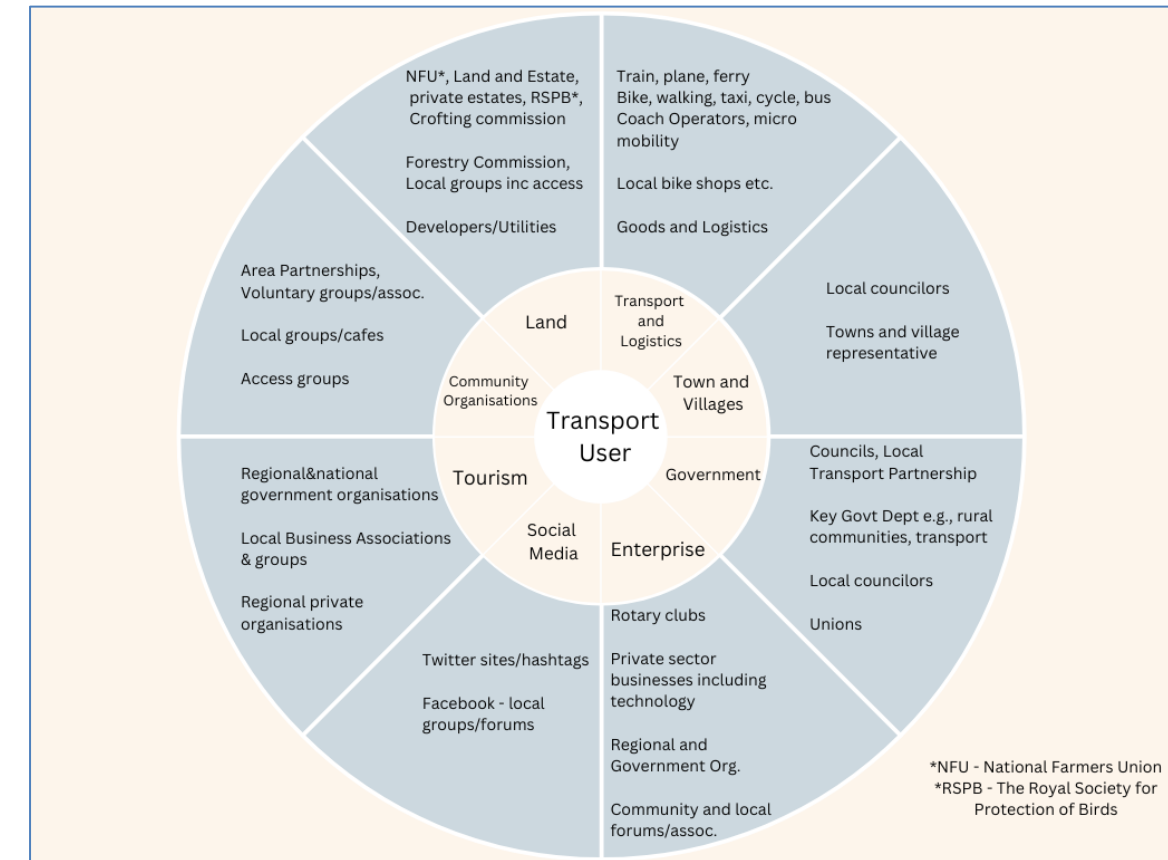 NFU*, Land and Estate,
private estates, RSPB*,
Crofting commission
Forestry Commission,
Local groups inc access
Developers/Utilities
Train, plane, ferry
Bike, walking, taxi, cycle, bus
Coach Operators, micro
mobility
Local bike shops etc.
Goods and Logistics
Area Partnerships,
Voluntary groups/assoc.
Local groups/cafes
Access groups
Local councilors
Towns and village
representative
Land
Transport
and
Logistics
Community
Organisations
Town and
Villages
Transport
User
Tourism
Government
Social
Media
Enterprise
Regional&national
government organisations
Local Business Associations
& groups
Regional private
organisations
Councils, Local
Transport Partnership
Key Govt Dept e.g., rural
communities, transport
Local councilors
Unions
Twitter sites/hashtags
Facebook - local
groups/forums
Rotary clubs
Private sector
businesses including
technology
Regional and
Government Org.
Community and local
forums/assoc.
*NFU - National Farmers Union
*RSPB - The Royal Society for
Protection of Birds